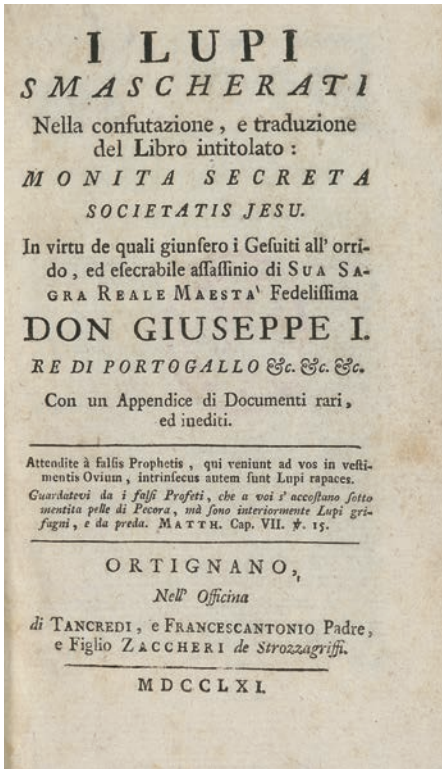 I LUPI
SMASCHERATI
Nella confutazione, e traduzione
del Libro intitolato:
MONITA SECRETA
SOCIETATIS JESU.
In virtu de quali giunſero i Geſuiti all' orri-
do, ed eſecrabile aſſaſſinio di SUA SA-
GRA REALE MAESTA' Fedeliſſima
DON GIUSEPPE I.
RE DI PORTOGALLO &c. &c. &c.
Con un Appendice di Documenti rari,
ed inediti.
Attendite à falſis Prophetis, qui veniunt ad vos in veſti-
mentis Ovium, intrinſecus autem ſunt Lupi rapaces.
Guardatevi da i falſi Profeti, che a voi s' accoſtano ſotto
mentita pelle di Pecora, mà ſono interiormente Lupi gri-
fagni, e da preda. MATTH. Cap. VII. ℣. 15.
ORTIGNANO,
Nell' Officina
di TANCREDI, e FRANCESCANTONIO Padre,
e Figlio ZACCHERI de Strozzagriffi.
MDCCLXI.